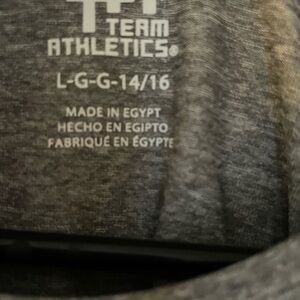 TEAM
ATHLETICS®
L-G-G-14/16
MADE IN EGYPT
HECHO EN EGIPTO
FABRIQUÉ EN ÉGYPTE